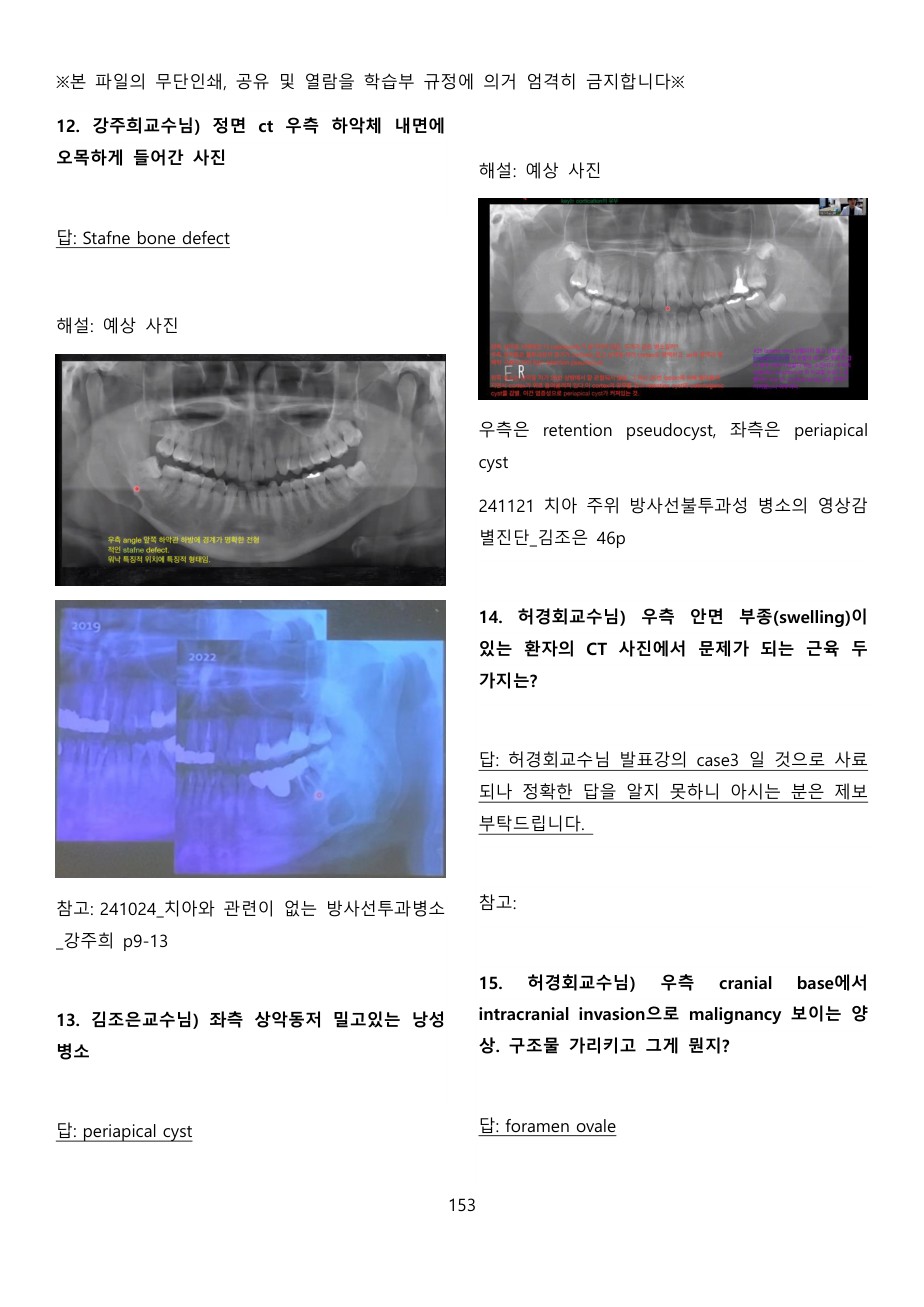 ※본 파일의 무단인쇄, 공유 및 열람을 학습부 규정에 의거 엄격히 금지합니다※
12. 강주희교수님) 정면 ct 우측 하악체 내면에
오목하게 들어간 사진
답: Stafne bone defect
해설: 예상 사진
우측 angle 앞쪽 하악관 하방에 경계가 명확한 전형
적인 stafne defect.
워낙 특징적 위치에 특징적 형태임.
2019
2022
참고: 241024_치아와 관련이 없는 방사선투과병소
_강주희 p9-13
13. 김조은교수님) 좌측 상악동저 밀고있는 낭성
병소
답: periapical cyst
해설: 예상 사진
ER
우측은 retention pseudocyst, 좌측은 periapical
cyst
241121 치아 주위 방사선불투과성 병소의 영상감
별진단_김조은 46p
14. 허경회교수님) 우측 안면 부종(swelling)이
있는 환자의 CT 사진에서 문제가 되는 근육 두
가지는?
답: 허경회교수님 발표강의 case3 일 것으로 사료
되나 정확한 답을 알지 못하니 아시는 분은 제보
부탁드립니다.
참고:
15. 허경회교수님) 우측 cranial base에서
intracranial invasion으로 malignancy 보이는 양
상. 구조물 가리키고 그게 뭔지?
답: foramen ovale
153